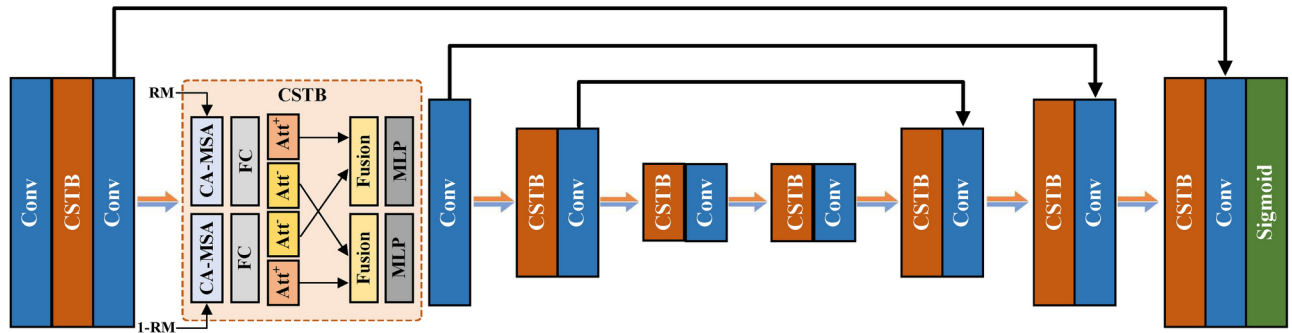 Conv
CSTB
Conv
RM
1-RM
CSTB
CA-MSA
FC
Att⁺
Att⁻
Fusion
MLP
CA-MSA
FC
Att⁻
Att⁺
Fusion
MLP
Conv
CSTB
Conv
CSTB
Conv
CSTB
Conv
CSTB
Conv
CSTB
Conv
CSTB
Conv
Sigmoid